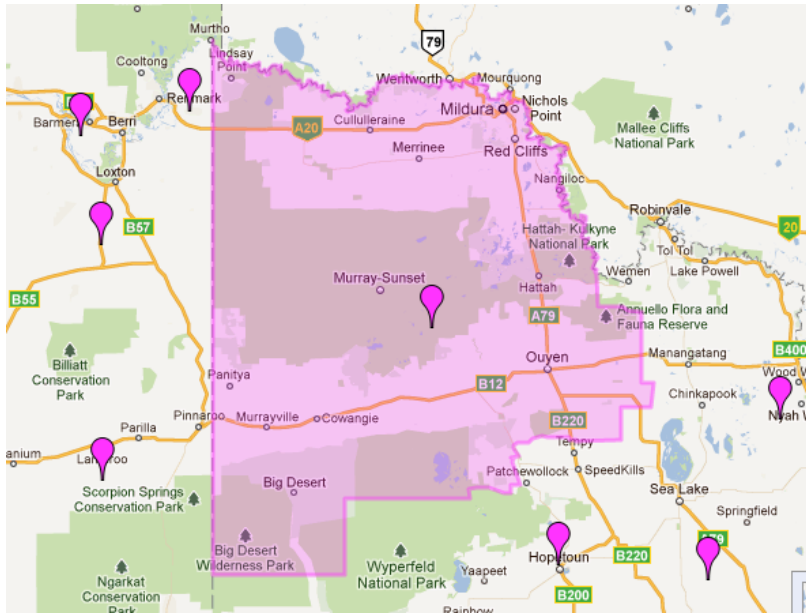 Murtho
79
Lindsay
Point
Cooltong
Wentworth
Mourquong
Renmark
Mildura
Nichols
Point
Berri
A20
Cullulleraine
Mallee Cliffs
National Park
Merrinee
Red Cliffs
Loxton
Nangiloc
B57
Robinvale
20
Hattah- Kulkyne
National Park
Tol Tol
Lake Powell
Wemen
Murray-Sunset
Hattah
B55
A79
Annuello Flora and
Fauna Reserve
Billiatt
Conservation
Park
Ouyen
Manangatang
B400
Panitya
B12
Chinkapook
Pinnaroo
Murrayville
Cowangie
B220
Parilla
Tempy
Patchewollock
SpeedKills
Big Desert
Sea Lake
Scorpion Springs
Conservation Park
Springfield
A79
Big Desert
Wilderness Park
Wyperfeld
National Park
Hopetoun
B220
Yaapeet
Ngarkat
Conservation
Park
B200
Rainbow